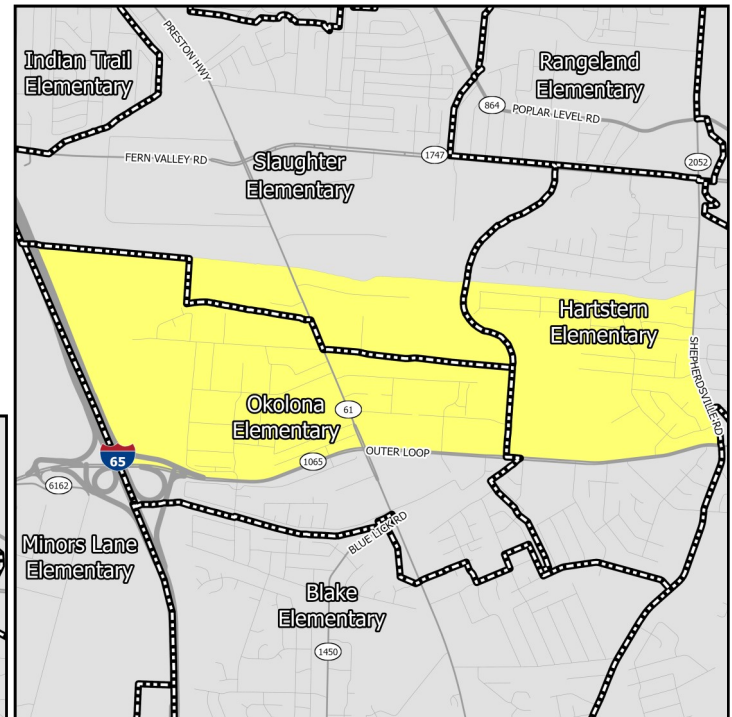 PRESTON HWY
Indian Trail
Elementary
Rangeland
Elementary
864
POPLAR LEVEL RD
FERN VALLEY RD
Slaughter
Elementary
1747
2052
Hartstern
Elementary
SHEPHERDSVILLE RD
Okolona
Elementary
61
OUTER LOOP
1065
65
6162
BLUE LICK RD
Minors Lane
Elementary
Blake
Elementary
1450